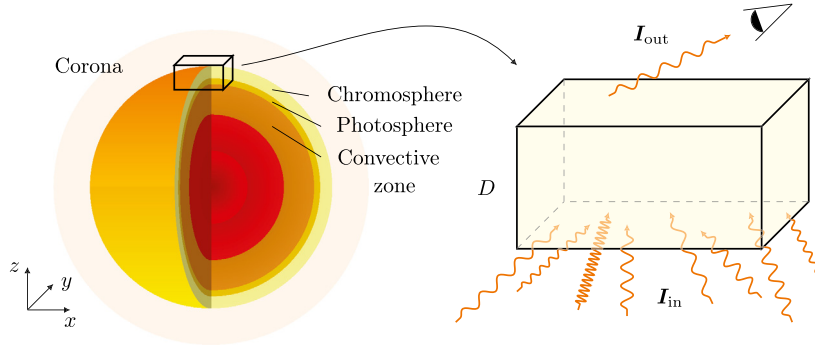 Corona
Chromosphere
Photosphere
Convective
zone
z
y
x
I_out
D
I_in